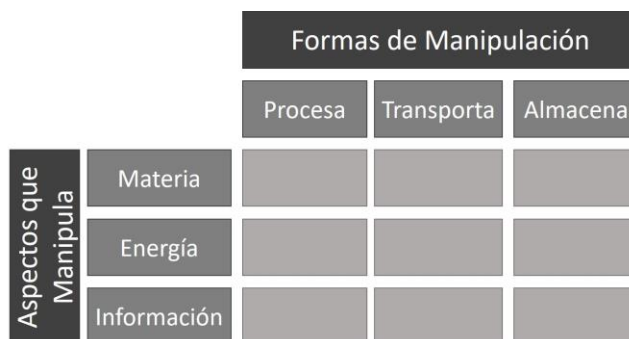 Formas de Manipulación
Procesa
Transporta
Almacena
Aspectos que
Manipula
Materia
Energía
Información